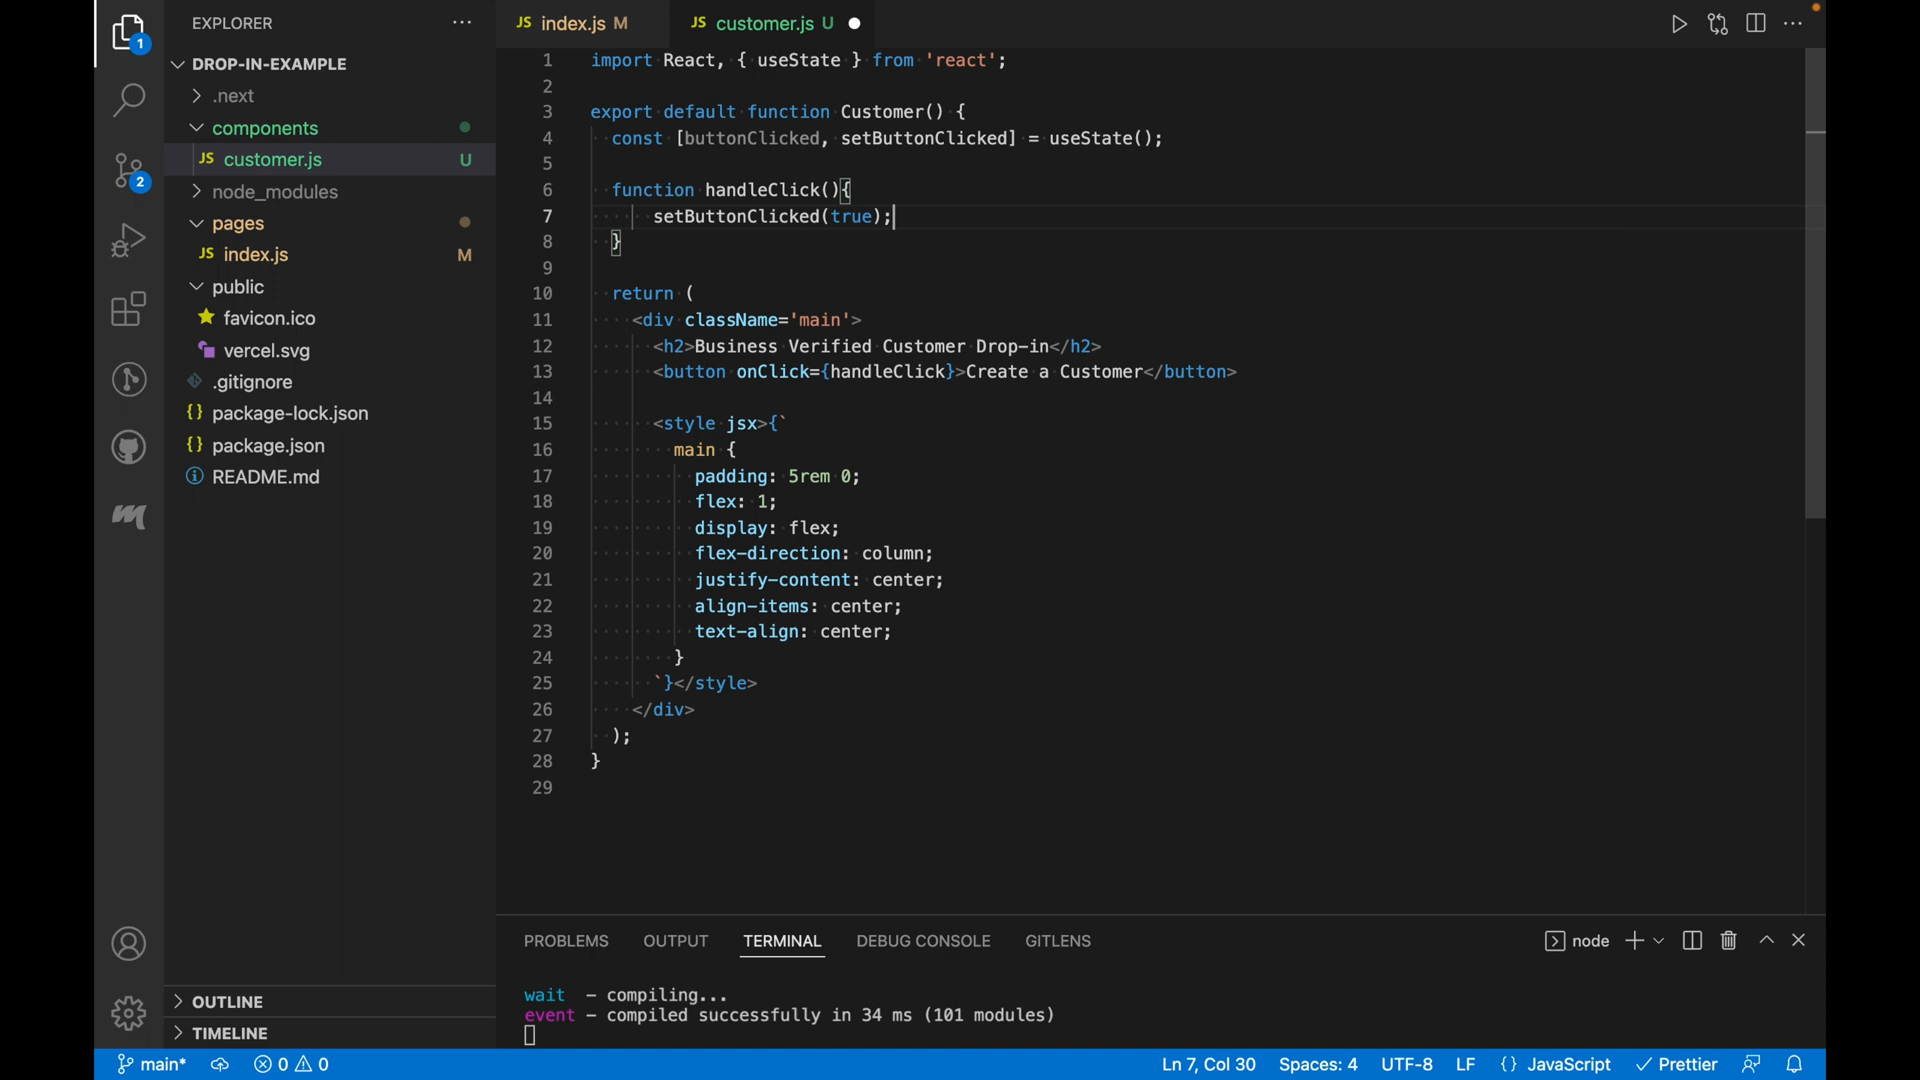 1
2
EXPLORER
DROP-IN-EXAMPLE
.next
components
JS customer.js U
node_modules
pages
JS index.js M
public
favicon.ico
vercel.svg
.gitignore
{} package-lock.json
{} package.json
README.md
OUTLINE
TIMELINE
JS index.js M
JS customer.js U
1 import React, { useState } from 'react';
2
3 export default function Customer() {
4 const [buttonClicked, setButtonClicked] = useState();
5
6 function handleClick(){
7 setButtonClicked(true);
8 }
9
10 return (
11 <div className='main'>
12 <h2>Business Verified Customer Drop-in</h2>
13 <button onClick={handleClick}>Create a Customer</button>
14
15 <style jsx>{`
16 main {
17 padding: 5rem 0;
18 flex: 1;
19 display: flex;
20 flex-direction: column;
21 justify-content: center;
22 align-items: center;
23 text-align: center;
24 }
25 `}</style>
26 </div>
27 );
28 }
29
PROBLEMS OUTPUT TERMINAL DEBUG CONSOLE GITLENS
node
wait - compiling...
event - compiled successfully in 34 ms (101 modules)
main* 0 0 Ln 7, Col 30 Spaces: 4 UTF-8 LF {} JavaScript Prettier